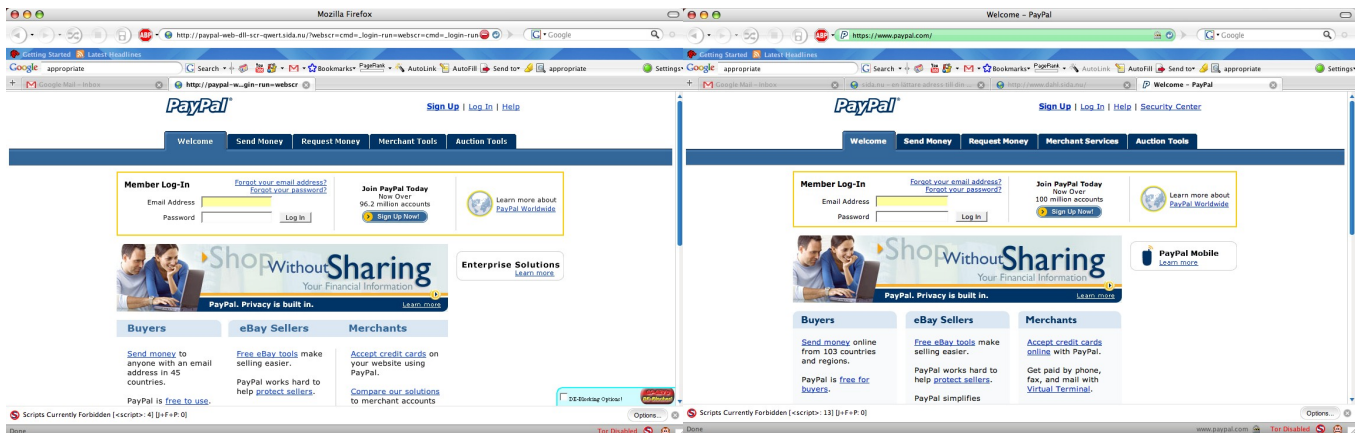 Mozilla Firefox
ABP
http://paypal-web-dll-scr-qwert.sida.nu/?webscr=cmd=_login-run=webscr=cmd=_login-run
Google
Getting Started
Latest Headlines
Google appropriate Search PageRank Bookmarks AutoLink AutoFill Send to appropriate Settings
Google Mail - Inbox
http://paypal-w...gin-run=webscr
PayPal
Sign Up | Log In | Help
Welcome Send Money Request Money Merchant Tools Auction Tools
Member Log-In
Forgot your email address?
Forgot your password?
Email Address
Password
Log In
Join PayPal Today
Now Over
96.2 million accounts
Sign Up Now!
Learn more about
PayPal Worldwide
Shop Without Sharing
Your Financial Information
PayPal. Privacy is built in.
Learn more
Enterprise Solutions
Learn more
Buyers
Send money to
anyone with an email
address in 45
countries.
PayPal is free to use.
eBay Sellers
Free eBay tools make
selling easier.
PayPal works hard to
help protect sellers.
Merchants
Accept credit cards on
your website using
PayPal.
Compare our solutions
to merchant accounts
DE-Blocking Options!
Scripts Currently Forbidden [<script>: 4] [J+F+P: 0]
Options...
Done
Tor Disabled
Welcome - PayPal
ABP
https://www.paypal.com/
Google
Getting Started
Latest Headlines
Google appropriate Search PageRank Bookmarks AutoLink AutoFill Send to appropriate Settings
Google Mail - Inbox
sida.nu - en lättare adress till din ...
http://www.dahl.sida.nu/
Welcome - PayPal
PayPal
Sign Up | Log In | Help | Security Center
Welcome Send Money Request Money Merchant Services Auction Tools
Member Log-In
Forgot your email address?
Forgot your password?
Email Address
Password
Log In
Join PayPal Today
Now Over
100 million accounts
Sign Up Now!
Learn more about
PayPal Worldwide
Shop Without Sharing
Your Financial Information
PayPal. Privacy is built in.
Learn more
PayPal Mobile
Learn more
Buyers
Send money online
from 103 countries
and regions.
PayPal is free for
buyers.
eBay Sellers
Free eBay tools make
selling easier.
PayPal works hard to
help protect sellers.
PayPal simplifies
Merchants
Accept credit cards
online with PayPal.
Get paid by phone,
fax, and mail with
Virtual Terminal.
Scripts Currently Forbidden [<script>: 13] [J+F+P: 0]
Options...
Done
www.paypal.com
Tor Disabled